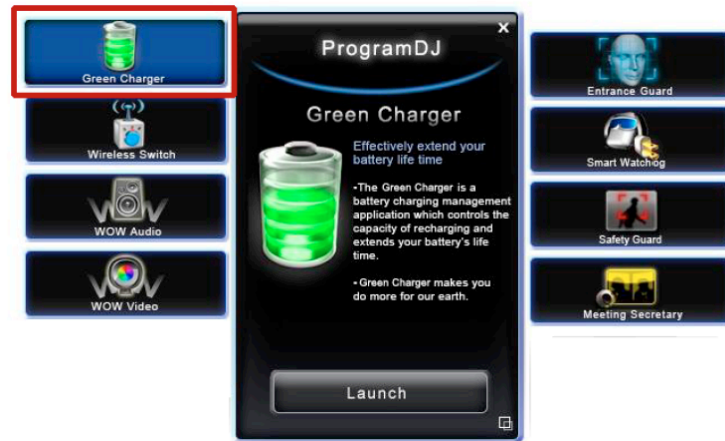 Green Charger
Wireless Switch
WOW Audio
WOW Video
ProgramDJ
Green Charger
Effectively extend your
battery life time
-The Green Charger is a
battery charging management
application which controls the
capacity of recharging and
extends your battery's life
time.
- Green Charger makes you
do more for our earth.
Launch
Entrance Guard
Smart Watchdog
Safety Guard
Meeting Secretary